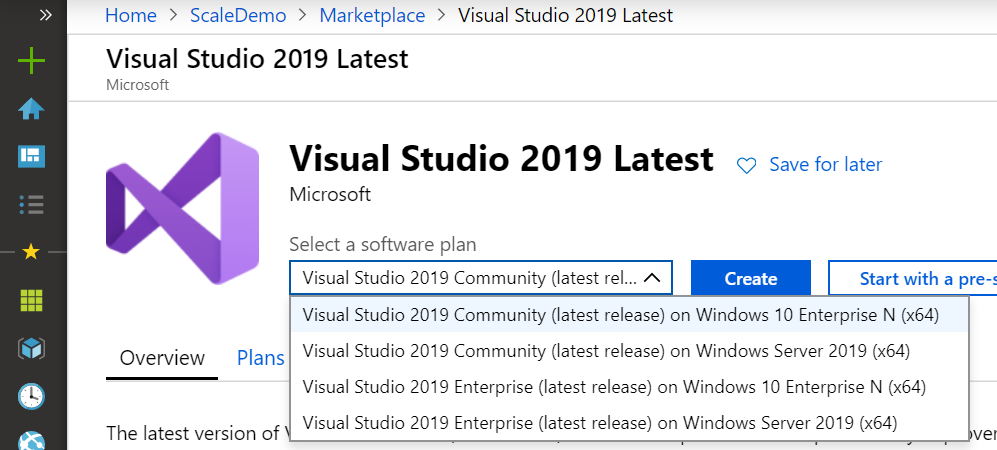 Home > ScaleDemo > Marketplace > Visual Studio 2019 Latest
Visual Studio 2019 Latest
Microsoft
Visual Studio 2019 Latest
Save for later
Microsoft
Select a software plan
Visual Studio 2019 Community (latest rel...
Create
Start with a pre-s
Visual Studio 2019 Community (latest release) on Windows 10 Enterprise N (x64)
Visual Studio 2019 Community (latest release) on Windows Server 2019 (x64)
Visual Studio 2019 Enterprise (latest release) on Windows 10 Enterprise N (x64)
Visual Studio 2019 Enterprise (latest release) on Windows Server 2019 (x64)
Overview
Plans
The latest version of